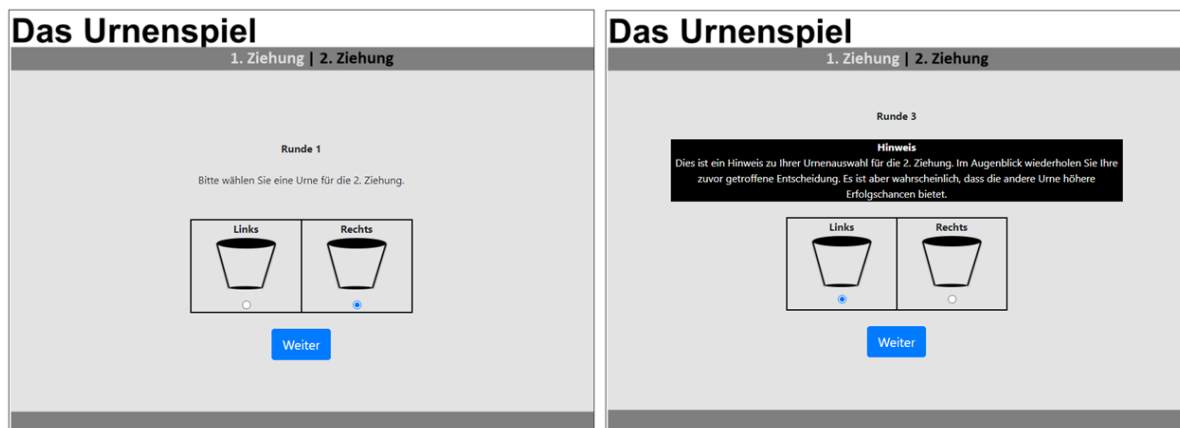 Das Urnenspiel
1. Ziehung | 2. Ziehung
Runde 1
Bitte wählen Sie eine Urne für die 2. Ziehung.
Links Rechts
Weiter
Das Urnenspiel
1. Ziehung | 2. Ziehung
Runde 3
Hinweis
Dies ist ein Hinweis zu Ihrer Urnenauswahl für die 2. Ziehung. Im Augenblick wiederholen Sie Ihre
zuvor getroffene Entscheidung. Es ist aber wahrscheinlich, dass die andere Urne höhere
Erfolgschancen bietet.
Links Rechts
Weiter